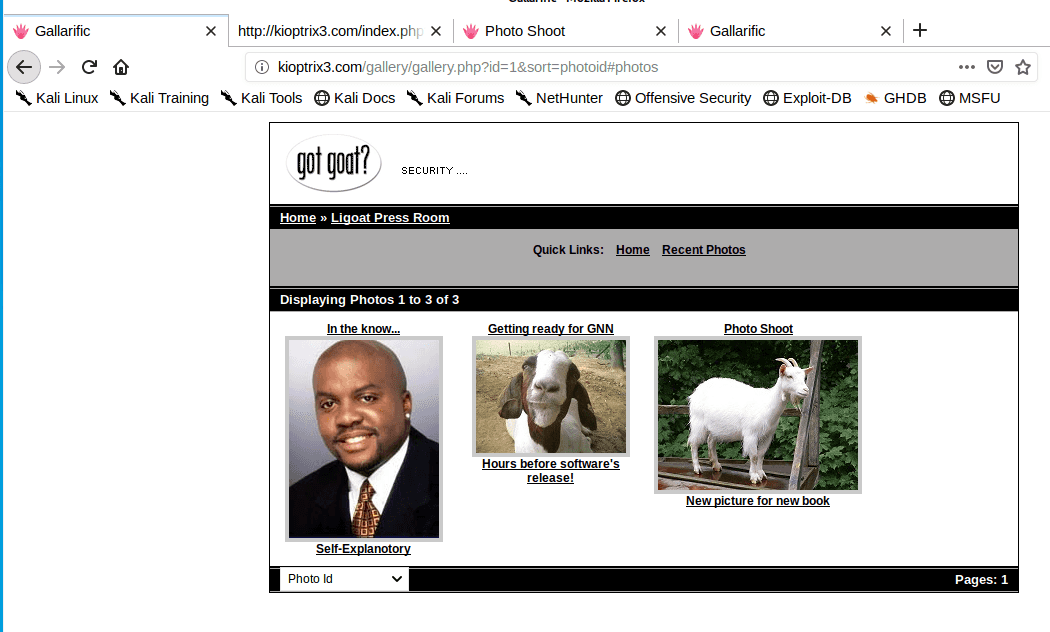 Gallarific - Mozilla Firefox
Gallarific
http://kioptrix3.com/index.php
Photo Shoot
Gallarific
kioptrix3.com/gallery/gallery.php?id=1&sort=photoid#photos
Kali Linux Kali Training Kali Tools Kali Docs Kali Forums NetHunter Offensive Security Exploit-DB GHDB MSFU
got goat?
SECURITY ....
Home » Ligoat Press Room
Quick Links: Home Recent Photos
Displaying Photos 1 to 3 of 3
In the know...
Self-Explanotory
Getting ready for GNN
Hours before software's
release!
Photo Shoot
New picture for new book
Photo Id
Pages: 1